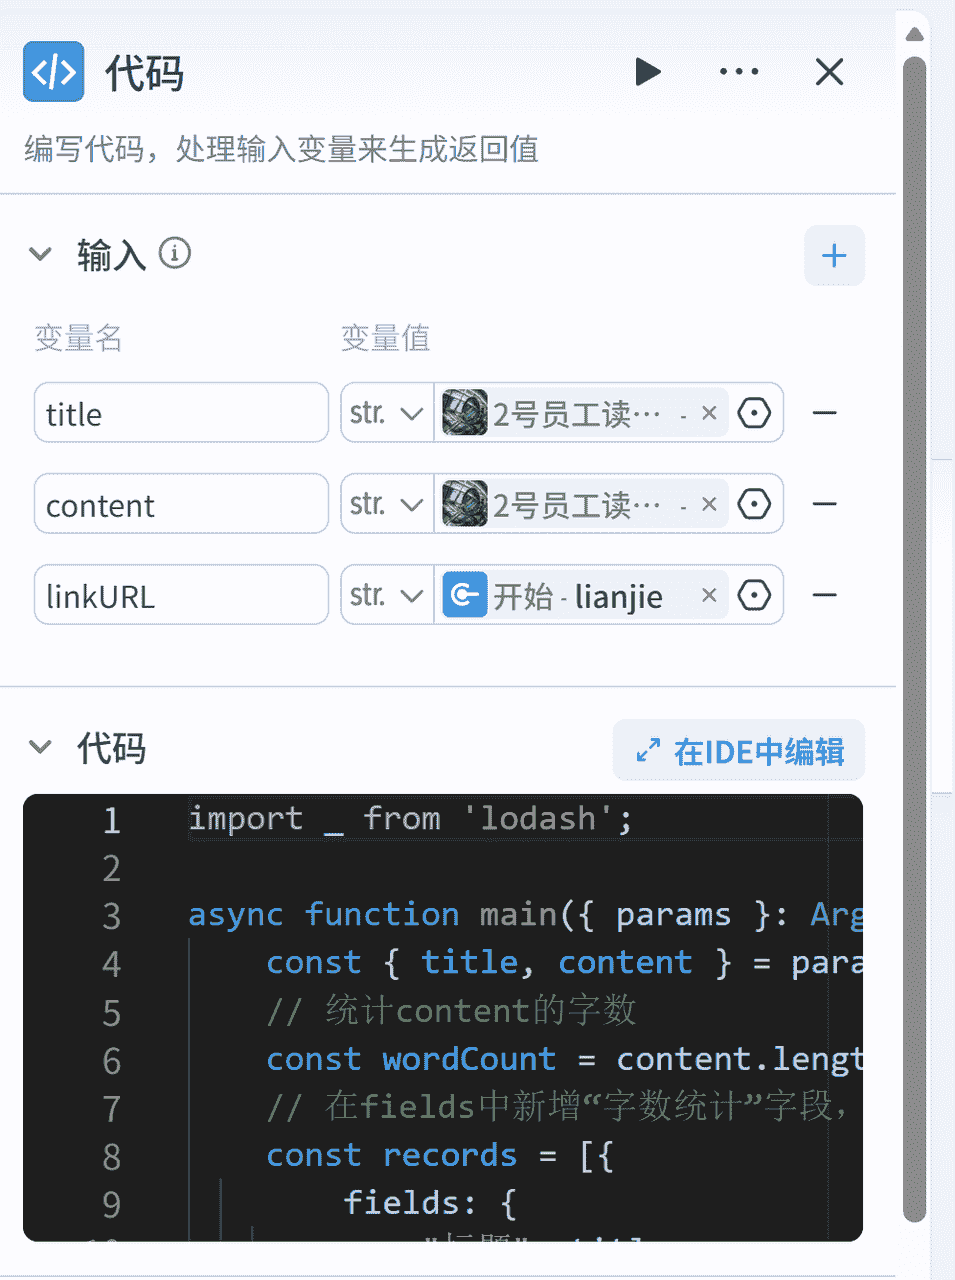 代码
编写代码，处理输入变量来生成返回值
输入
变量名 变量值
title str. 2号员工读… -
content str. 2号员工读… -
linkURL str. 开始 - lianjie
代码 在IDE中编辑
1 import _ from 'lodash';
2
3 async function main({ params }: Arg
4 const { title, content } = para
5 // 统计content的字数
6 const wordCount = content.lengt
7 // 在fields中新增“字数统计”字段，
8 const records = [{
9 fields: {